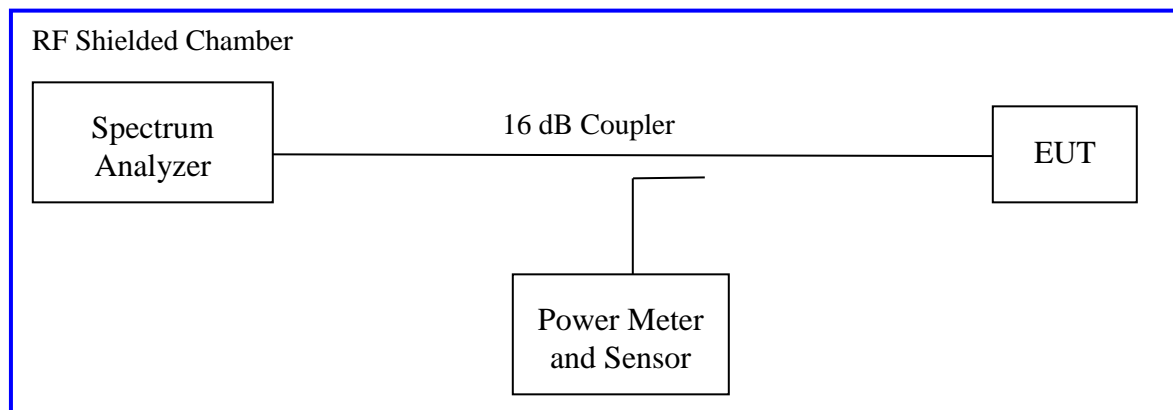 RF Shielded Chamber
Spectrum
Analyzer
16 dB Coupler
EUT
Power Meter
and Sensor